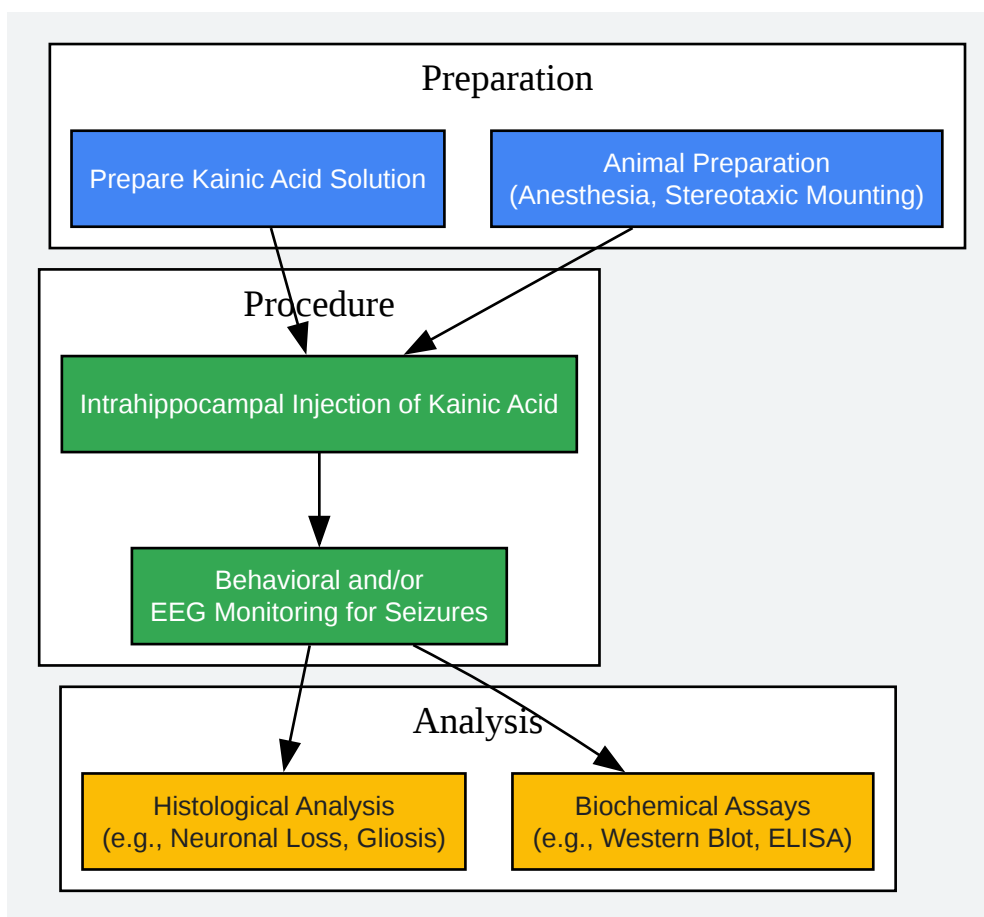 Preparation
Prepare Kainic Acid Solution
Animal Preparation
(Anesthesia, Stereotaxic Mounting)
Procedure
Intrahippocampal Injection of Kainic Acid
Behavioral and/or
EEG Monitoring for Seizures
Analysis
Histological Analysis
(e.g., Neuronal Loss, Gliosis)
Biochemical Assays
(e.g., Western Blot, ELISA)